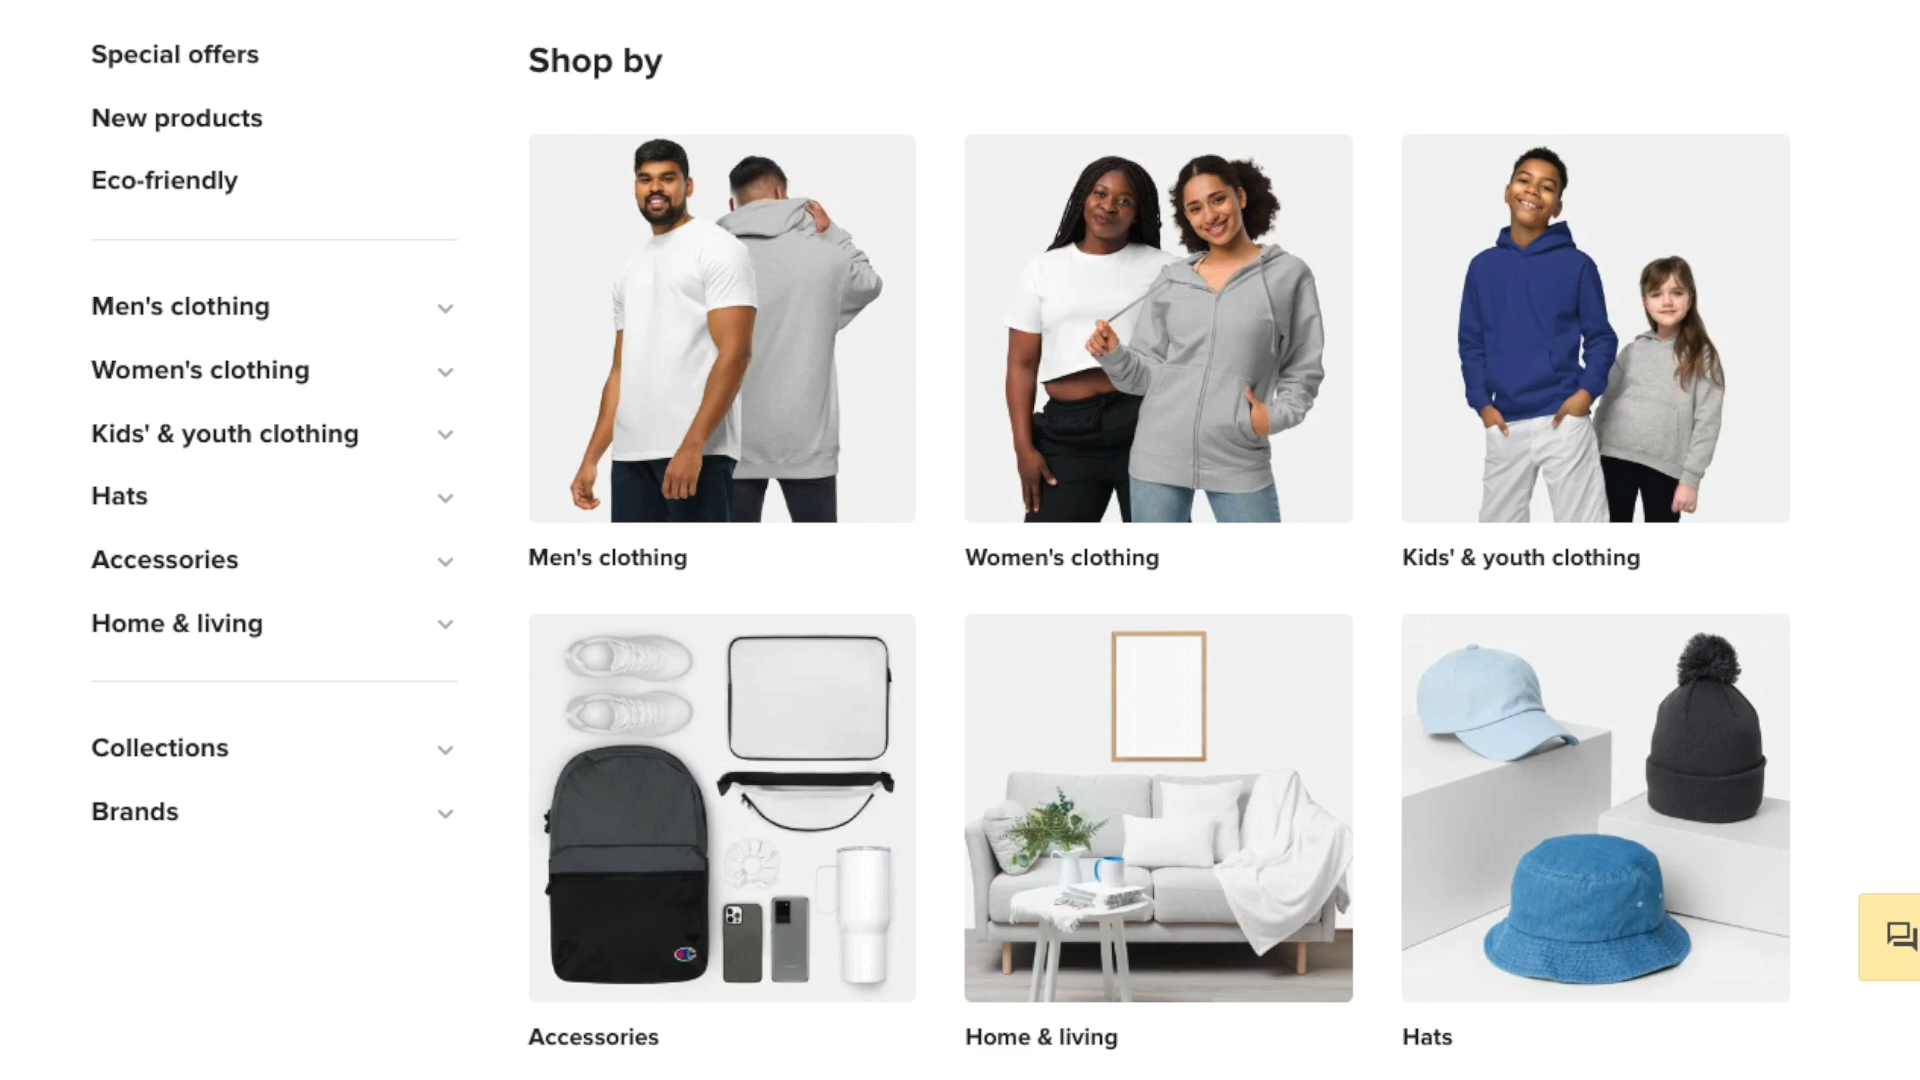 Special offers
New products
Eco-friendly
Men's clothing
Women's clothing
Kids' & youth clothing
Hats
Accessories
Home & living
Collections
Brands
Shop by
Men's clothing
Women's clothing
Kids' & youth clothing
Accessories
Home & living
Hats